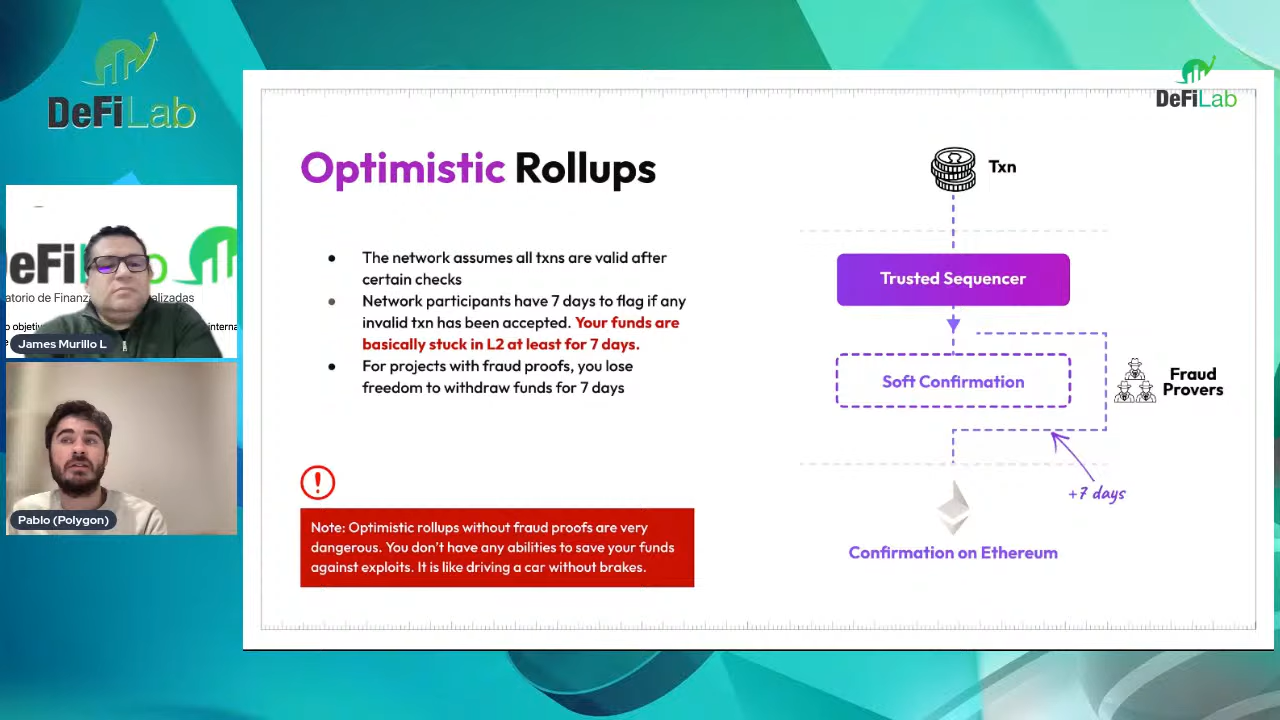 DeFiLab
DeFiLab
Optimistic Rollups
Txn
The network assumes all txns are valid after
certain checks
Network participants have 7 days to flag if any
invalid txn has been accepted. Your funds are
basically stuck in L2 at least for 7 days.
For projects with fraud proofs, you lose
freedom to withdraw funds for 7 days
Trusted Sequencer
Soft Confirmation
Fraud
Provers
+7 days
Confirmation on Ethereum
Note: Optimistic rollups without fraud proofs are very
dangerous. You don't have any abilities to save your funds
against exploits. It is like driving a car without brakes.
James Murillo L
Pablo (Polygon)